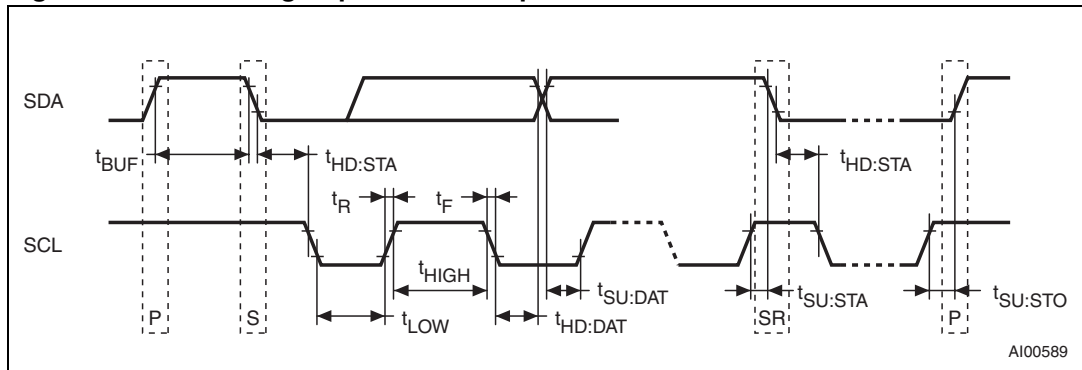 SDA
tBUF
tHD:STA
tHD:STA
tR
tF
SCL
tHIGH
tSU:DAT
tSU:STA
tSU:STO
P
S
tLOW
tHD:DAT
SR
P
AI00589